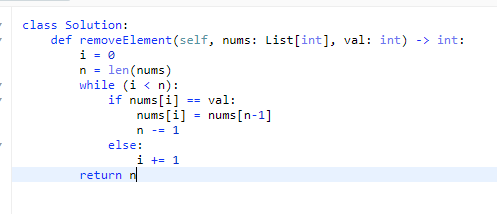 class Solution:
    def removeElement(self, nums: List[int], val: int) -> int:
        i = 0
        n = len(nums)
        while (i < n):
            if nums[i] == val:
                nums[i] = nums[n-1]
                n -= 1
            else:
                i += 1
        return n